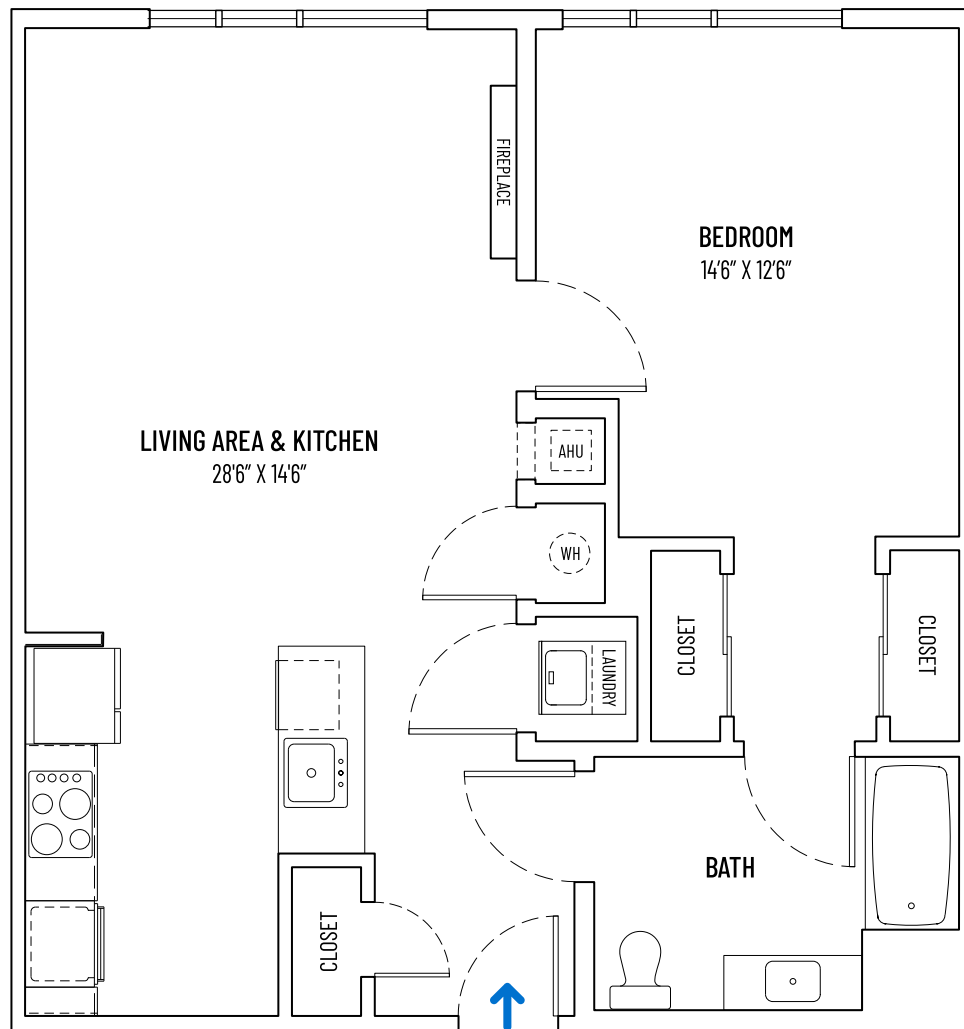 FIREPLACE
BEDROOM
14'6" X 12'6"
LIVING AREA & KITCHEN
28'6" X 14'6"
AHU
WH
CLOSET
CLOSET
LAUNDRY
BATH
CLOSET